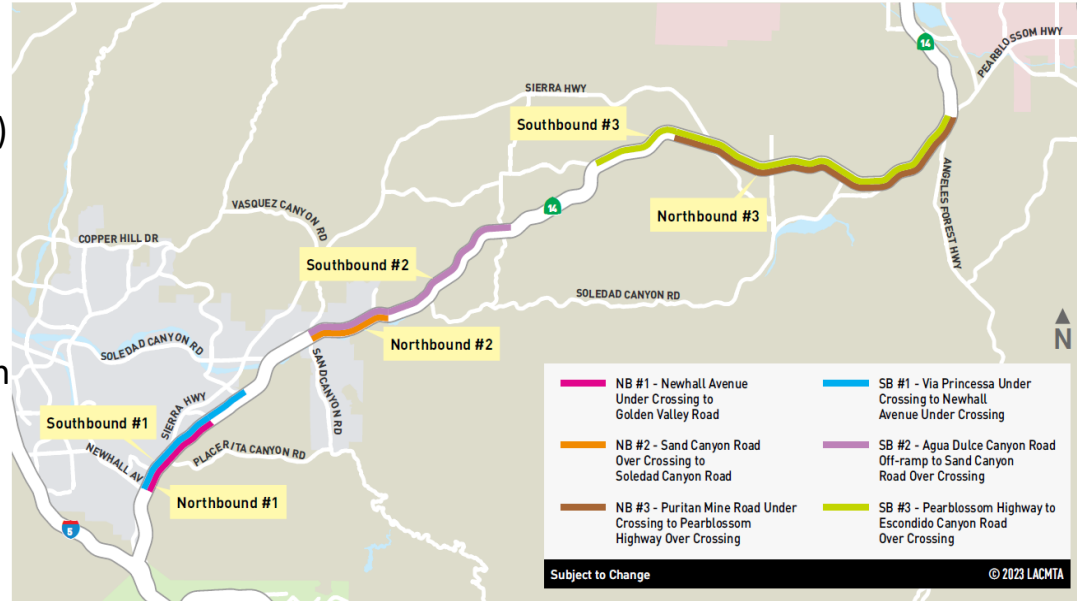 14
PEARBLOSSOM HWY
SIERRA HWY
Southbound #3
)
Northbound #3
ANGELES FOREST HWY
14
VASQUEZ CANYON RD
COPPER HILL DR
Southbound #2
SOLEDAD CANYON RD
Northbound #2
N
SOLEDAD CANYON RD
SAND CANYON RD
n
SIERRA HWY
Southbound #1
NEWHALL AV
PLACERITA CANYON RD
Northbound #1
5
NB #1 - Newhall Avenue
Under Crossing to
Golden Valley Road
SB #1 - Via Princessa Under
Crossing to Newhall
Avenue Under Crossing
NB #2 - Sand Canyon Road
Over Crossing to
Soledad Canyon Road
SB #2 - Agua Dulce Canyon Road
Off-ramp to Sand Canyon
Road Over Crossing
NB #3 - Puritan Mine Road Under
Crossing to Pearblossom
Highway Over Crossing
SB #3 - Pearblossom Highway to
Escondido Canyon Road
Over Crossing
Subject to Change
© 2023 LACMTA